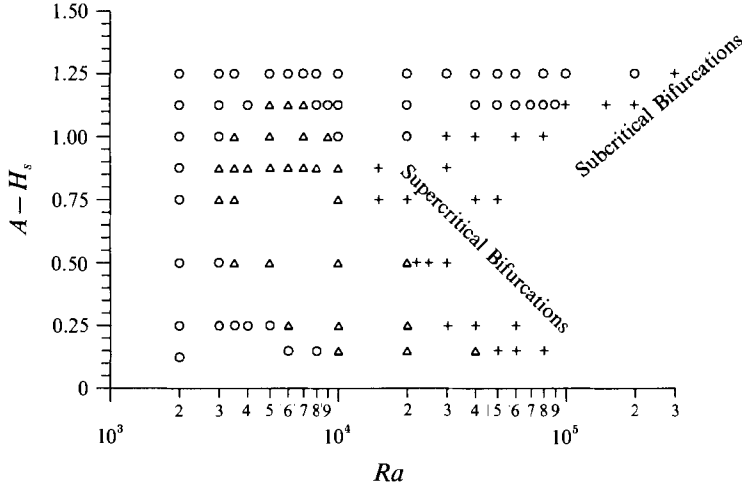 1.50
1.25
1.00
0.75
0.50
0.25
0
A − H_s
Subcritical Bifurcations
Supercritical Bifurcations
2 3 4 5 6 7 8 9 2 3 4 5 6 7 8 9 2 3
10³ 10⁴ 10⁵
Ra